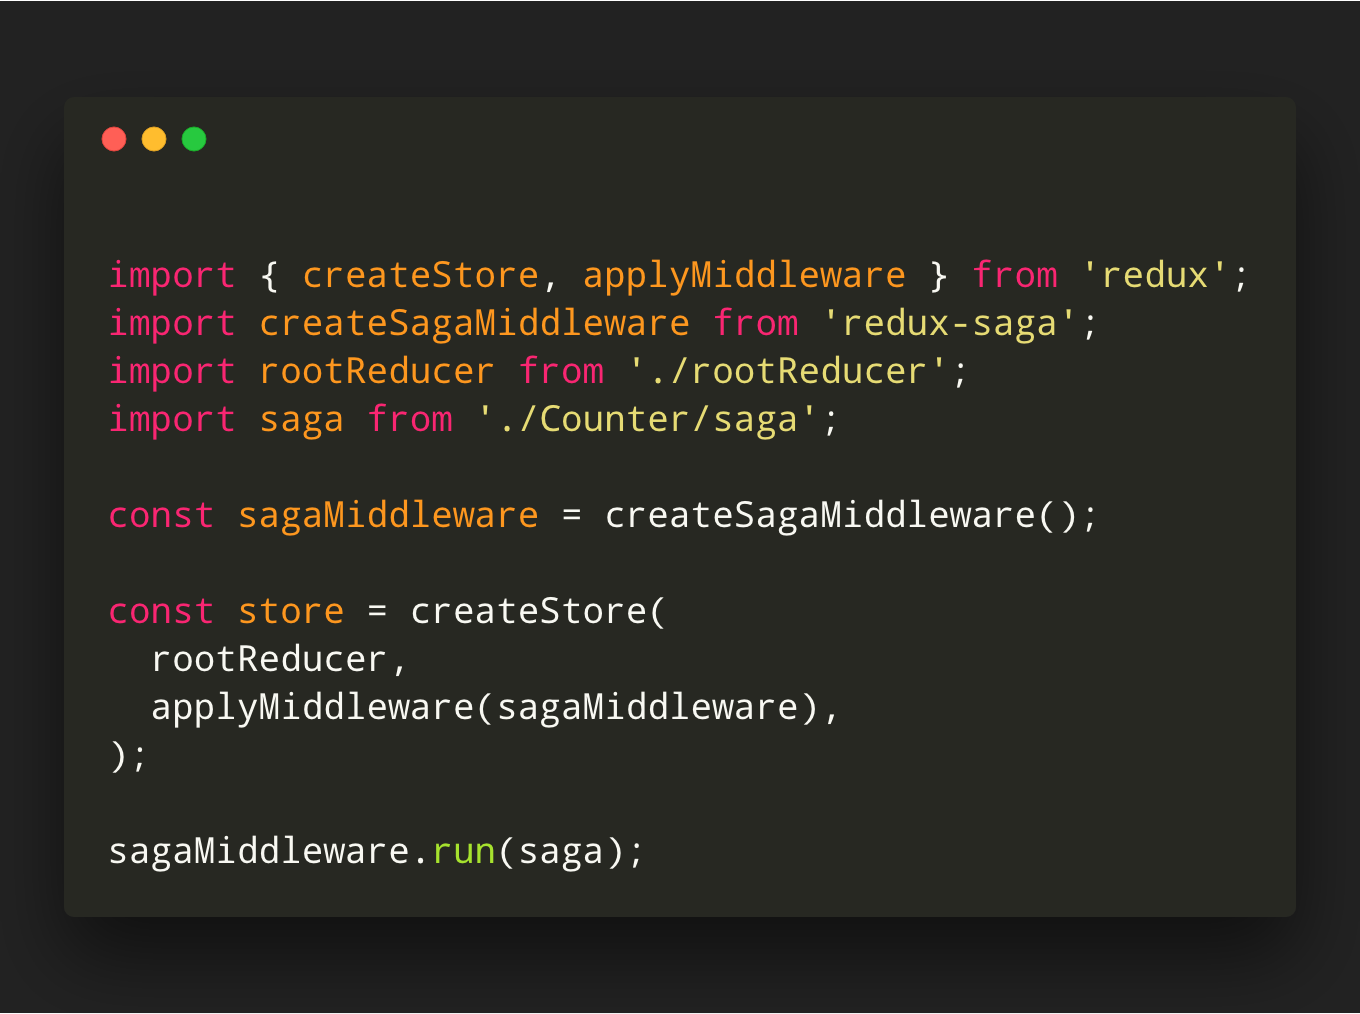 import { createStore, applyMiddleware } from 'redux';
import createSagaMiddleware from 'redux-saga';
import rootReducer from './rootReducer';
import saga from './Counter/saga';

const sagaMiddleware = createSagaMiddleware();

const store = createStore(
  rootReducer,
  applyMiddleware(sagaMiddleware),
);

sagaMiddleware.run(saga);